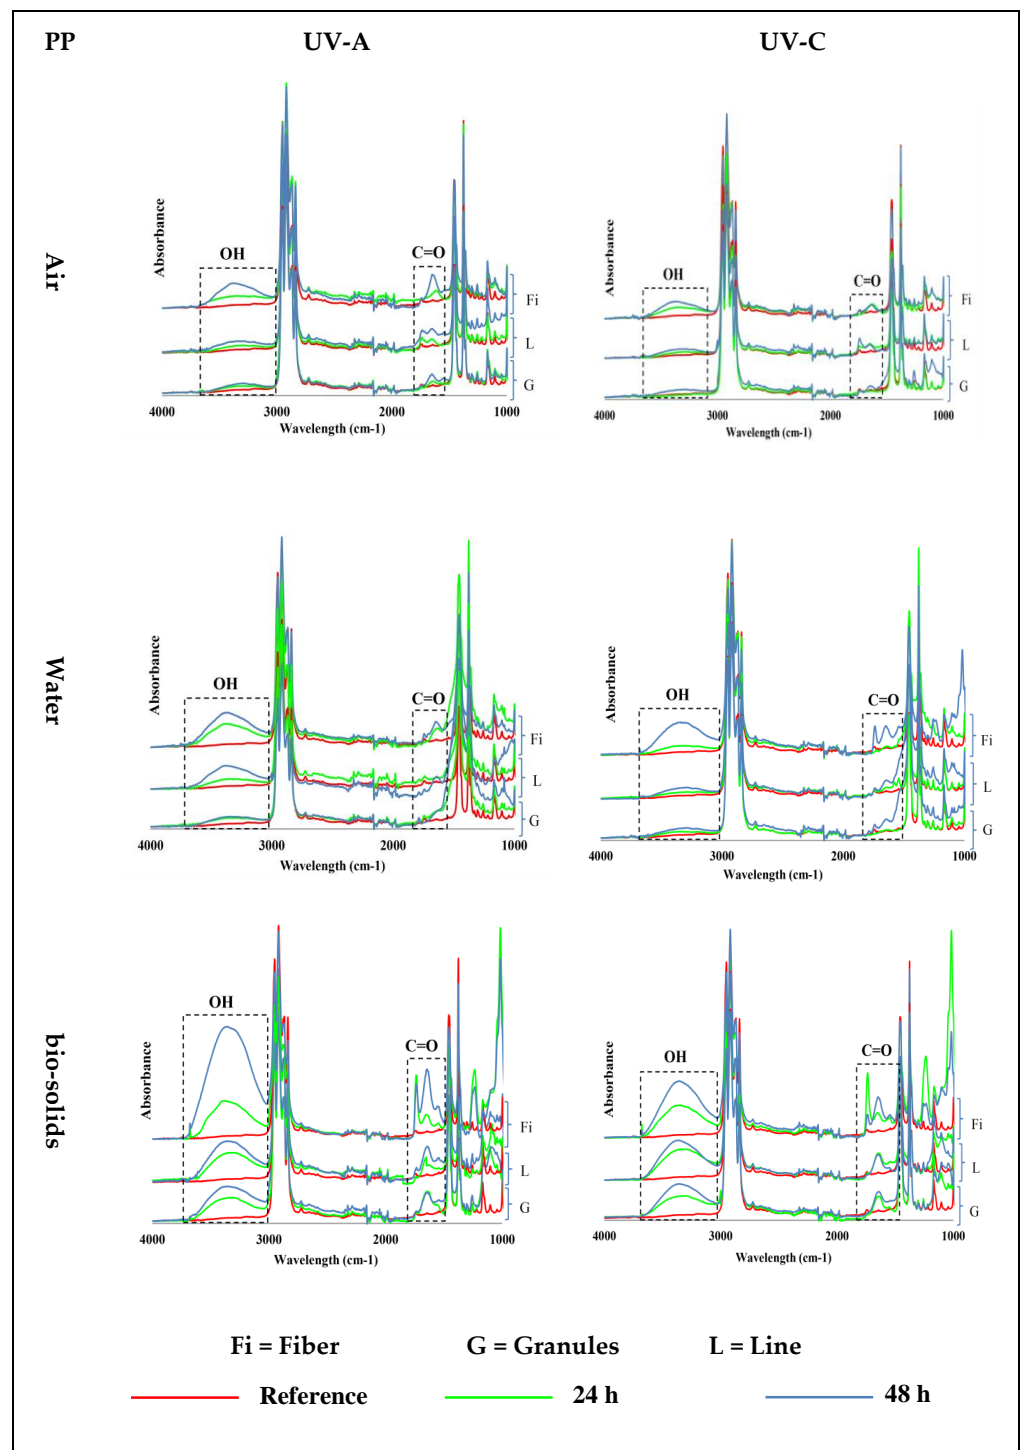 PP
UV-A
UV-C
Air
Absorbance
OH
C=O
Fi
L
G
4000 3000 2000 1000
Wavelength (cm-1)
Absorbance
OH
C=O
Fi
L
G
4000 3000 2000 1000
Wavelength (cm-1)
Water
Absorbance
OH
C=O
Fi
L
G
4000 3000 2000 1000
Wavelength (cm-1)
Absorbance
OH
C=O
Fi
L
G
4000 3000 2000 1000
Wavelength (cm-1)
bio-solids
Absorbance
OH
C=O
Fi
L
G
4000 3000 2000 1000
Wavelength (cm-1)
Absorbance
OH
C=O
Fi
L
G
4000 3000 2000 1000
Wavelength (cm-1)
Fi = Fiber G = Granules L = Line
Reference 24 h 48 h